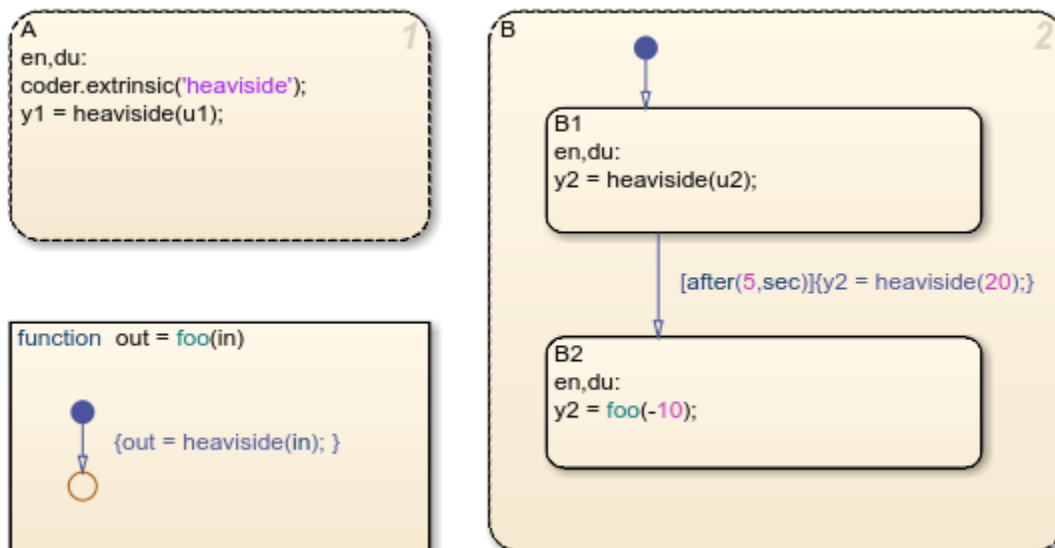 A
1
en,du:
coder.extrinsic('heaviside');
y1 = heaviside(u1);
function out = foo(in)
{out = heaviside(in); }
B
2
B1
en,du:
y2 = heaviside(u2);
[after(5,sec)]{y2 = heaviside(20);}
B2
en,du:
y2 = foo(-10);